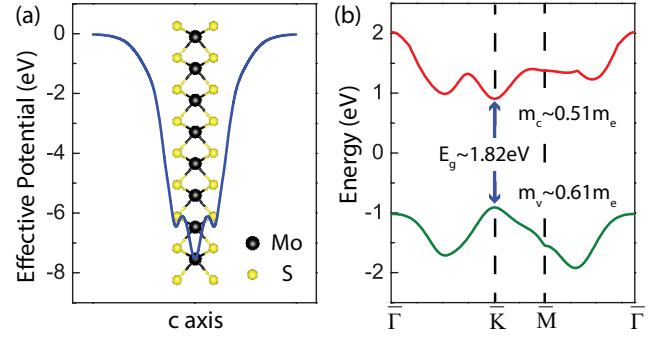 (a)
Effective Potential (eV)
0
-2
-4
-6
-8
Mo
S
c axis
(b)
Energy (eV)
2
1
0
-1
-2
m_c~0.51m_e
E_g~1.82eV
m_v~0.61m_e
Γ̅
K̅
M̅
Γ̅